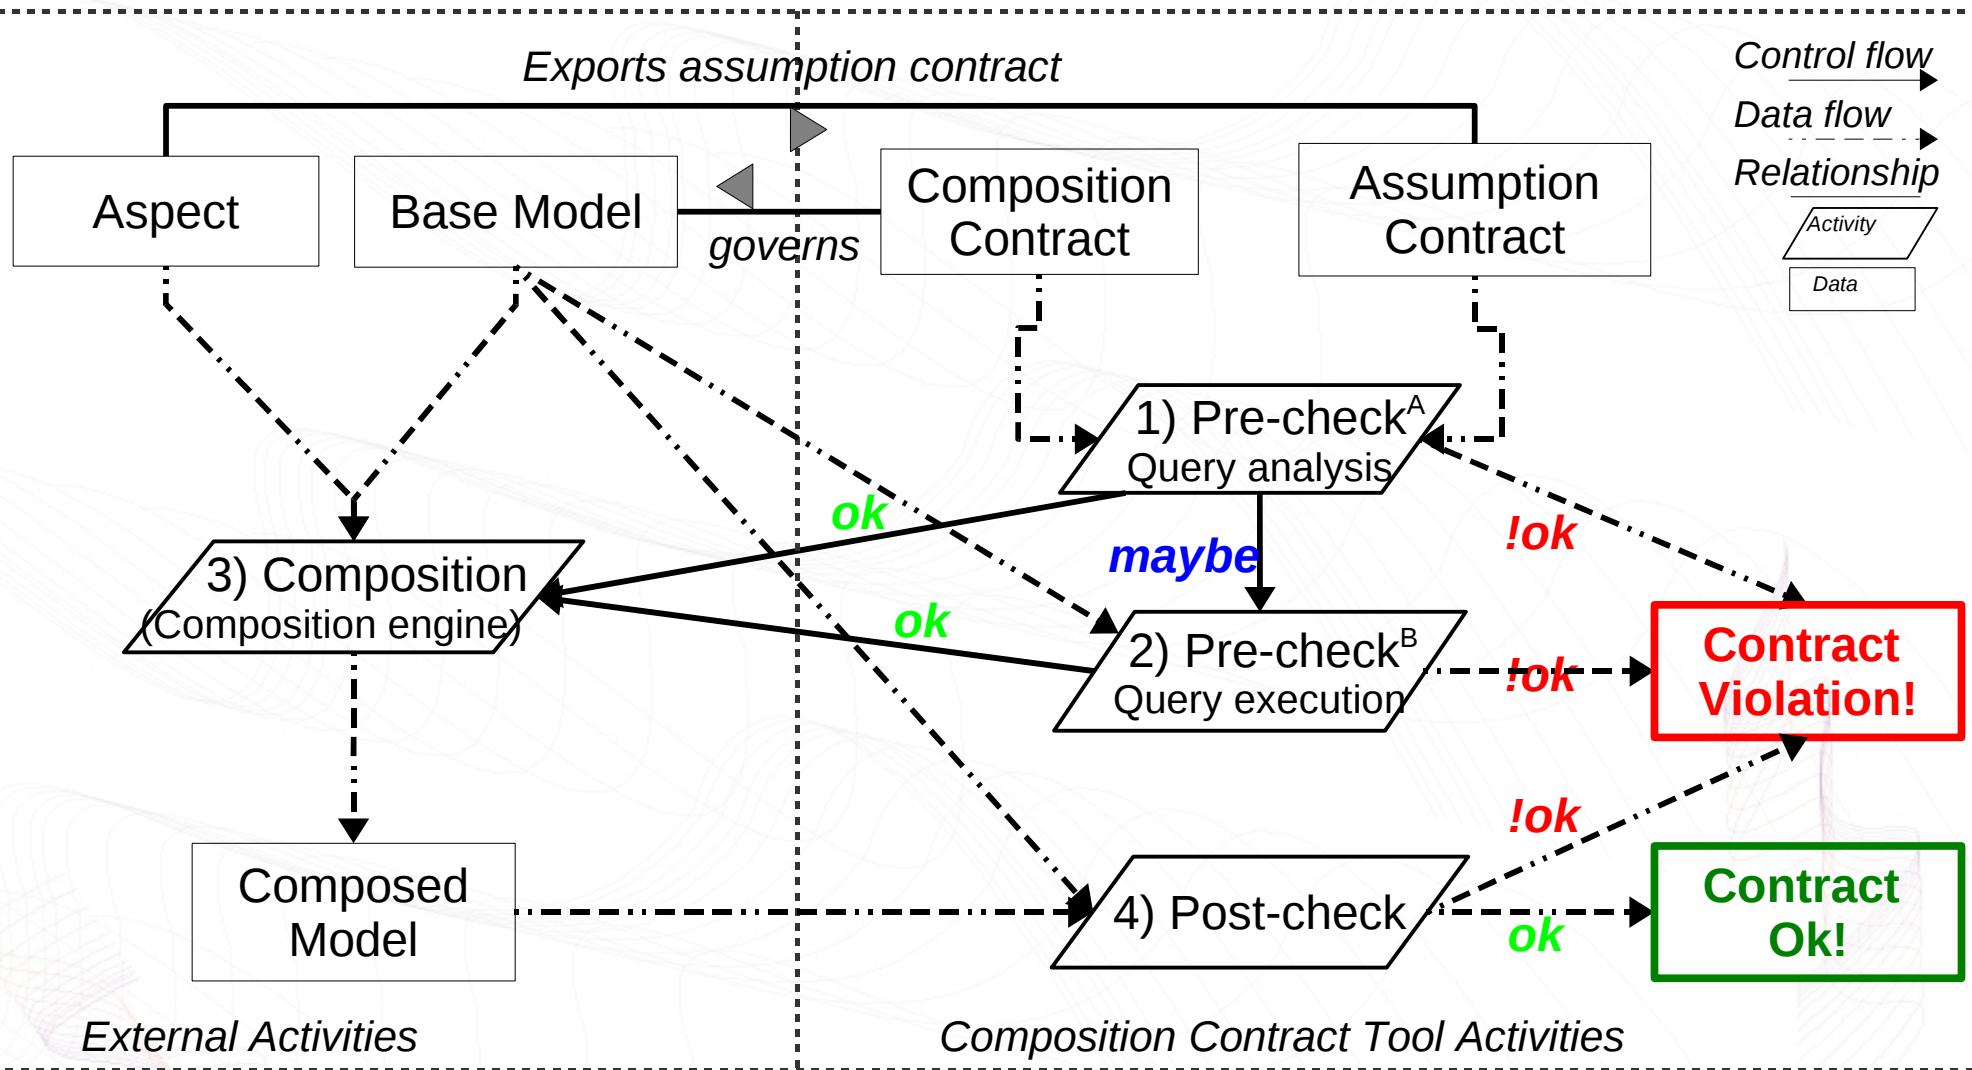 Exports assumption contract
Control flow
Data flow
Relationship
Activity
Data
Aspect
Base Model
governs
Composition
Contract
Assumption
Contract
1) Pre-checkᴬ
Query analysis
ok
maybe
!ok
3) Composition
(Composition engine)
ok
2) Pre-checkᴮ
Query execution
!ok
Contract
Violation!
!ok
Composed
Model
4) Post-check
ok
Contract
Ok!
External Activities
Composition Contract Tool Activities